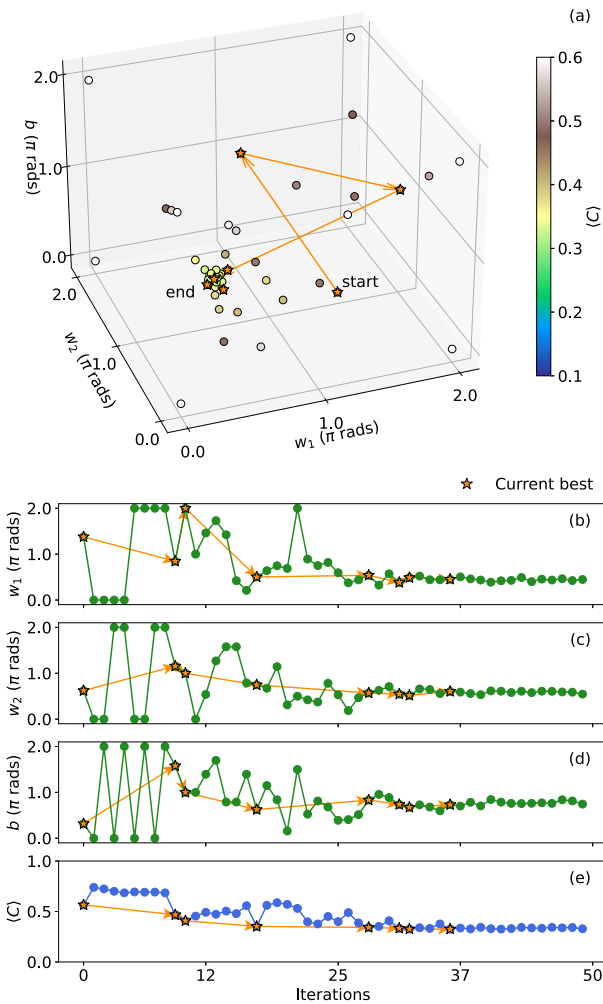 (a)
2.0
1.0
0.0
b (π rads)
2.0
1.0
0.0
w₂ (π rads)
0.0
1.0
2.0
w₁ (π rads)
start
end
0.6
0.5
0.4
0.3
0.2
0.1
⟨C⟩
Current best
(b)
2.0
1.0
0.0
w₁ (π rads)
(c)
2.0
1.0
0.0
w₂ (π rads)
(d)
2.0
1.0
0.0
b (π rads)
(e)
1.0
0.5
0.0
⟨C⟩
0 12 25 37 50
Iterations